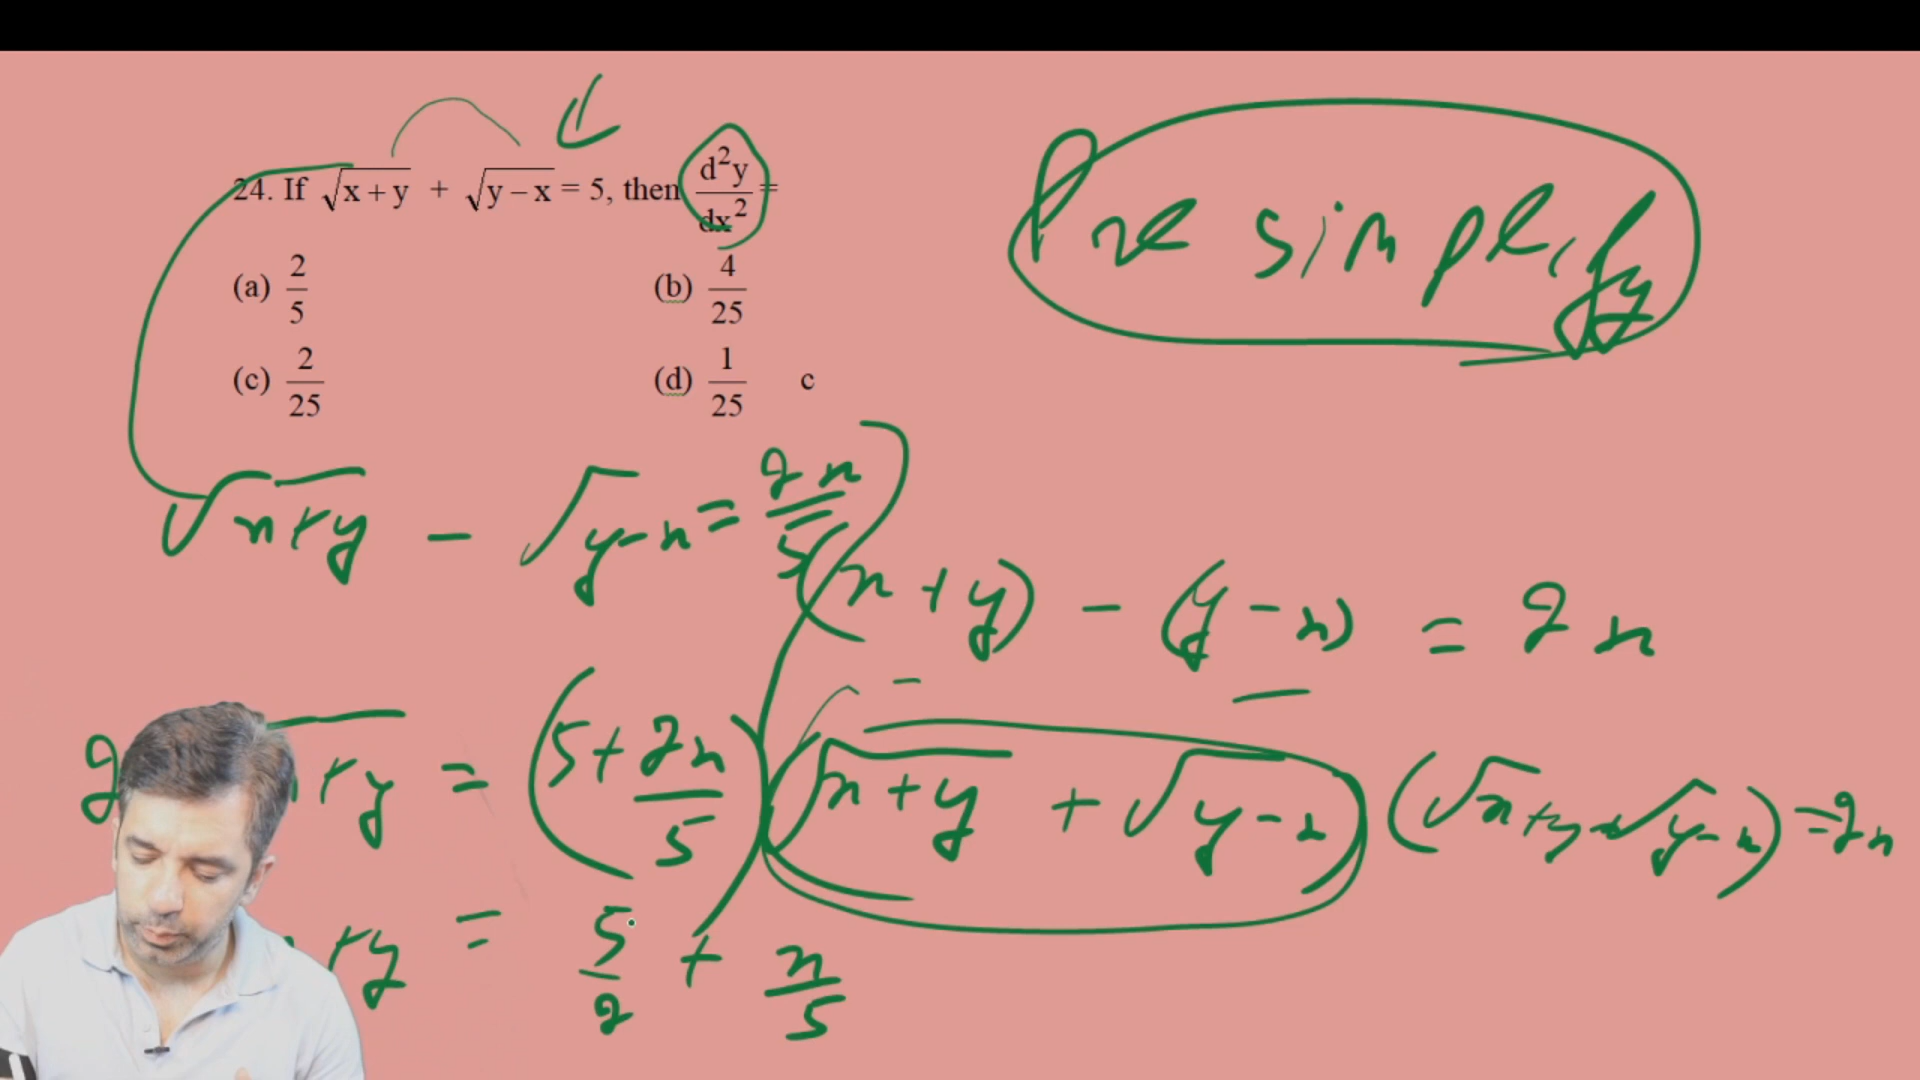 Pre simplify
24. If √(x+y) + √(y−x) = 5, then d²y/dx² =
(a) 2/5 (b) 4/25
(c) 2/25 (d) 1/25 c
√(x+y) − √(y−x) = 2x/5
(x+y) − (y−x) = 2x
2 +y = (5 + 2x/5)
(√(x+y) + √(y−x)) (√(x+y) − √(y−x)) = 2x
+y = 5/2 + x/5